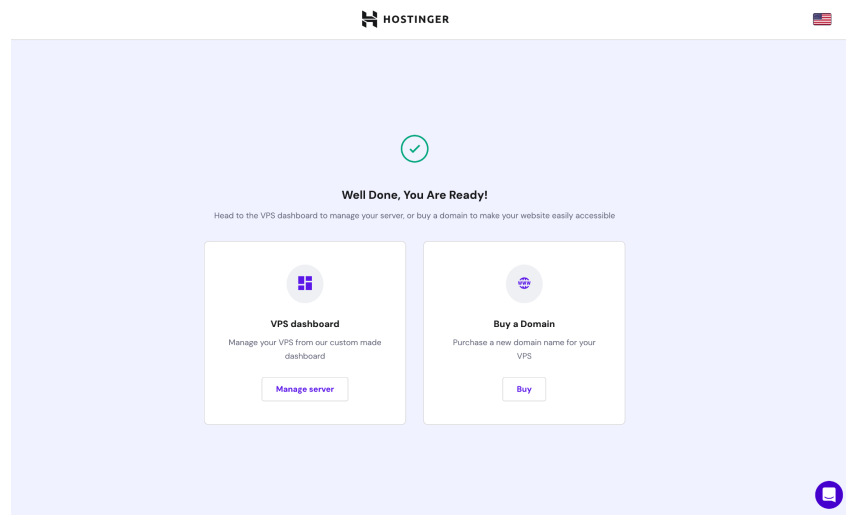 HOSTINGER
Well Done, You Are Ready!
Head to the VPS dashboard to manage your server, or buy a domain to make your website easily accessible
VPS dashboard
Manage your VPS from our custom made
dashboard
Manage server
www
Buy a Domain
Purchase a new domain name for your
VPS
Buy